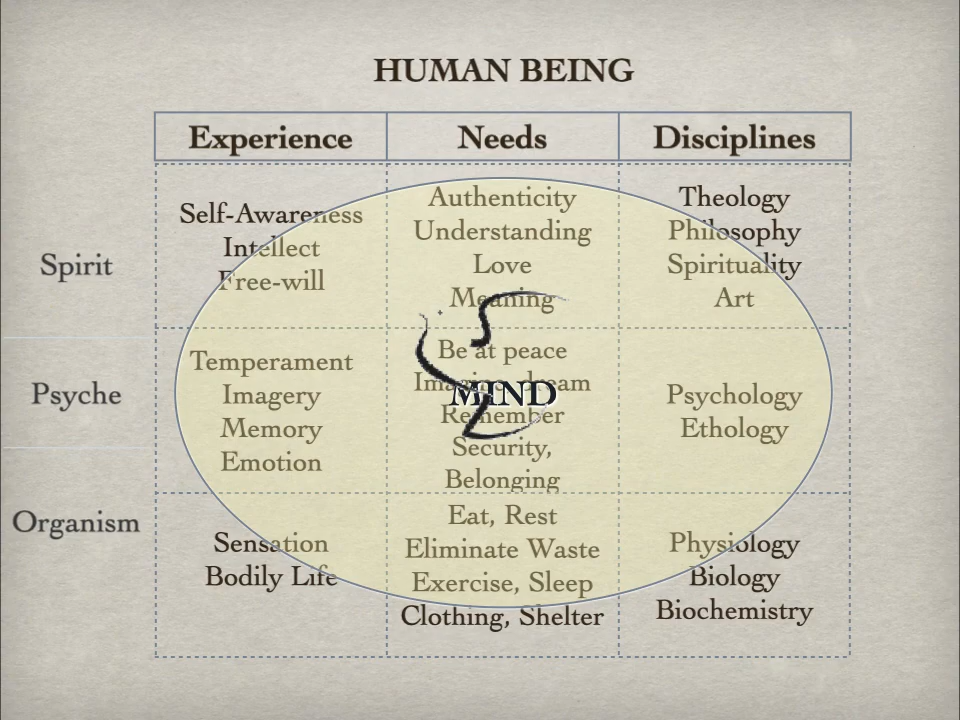 HUMAN BEING
Experience Needs Disciplines
Spirit
Self-Awareness
Intellect
Free-will
Authenticity
Understanding
Love
Meaning
Theology
Philosophy
Spirituality
Art
Psyche
Temperament
Imagery
Memory
Emotion
Be at peace
Imagine, dream
Remember
Security,
Belonging
MIND
Psychology
Ethology
Organism
Sensation
Bodily Life
Eat, Rest
Eliminate Waste
Exercise, Sleep
Clothing, Shelter
Physiology
Biology
Biochemistry